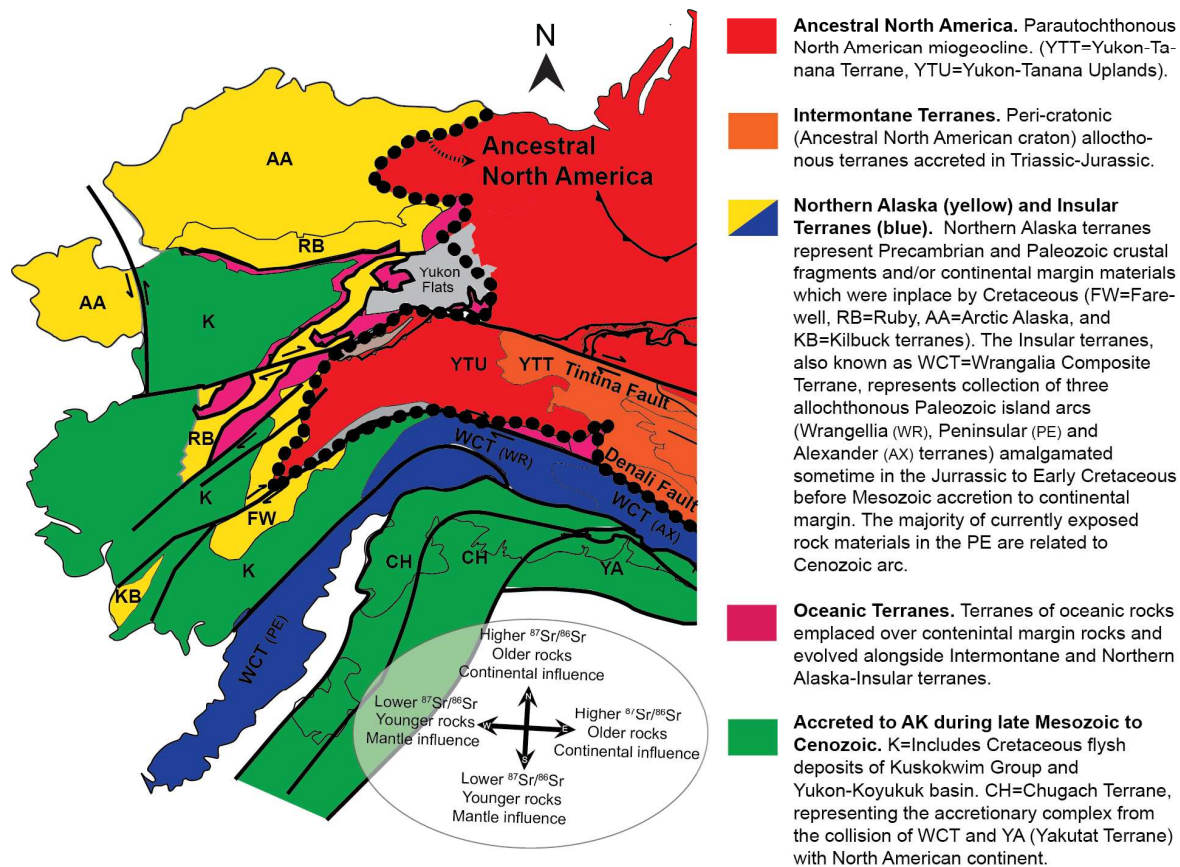 N
AA
Ancestral
North America
RB
Yukon
Flats
AA
K
YTU
YTT
Tintina Fault
RB
WCT (WR)
Denali Fault
K
FW
WCT (AX)
K
CH
CH
YA
KB
WCT (PE)
Higher ⁸⁷Sr/⁸⁶Sr
Older rocks
Continental influence
Lower ⁸⁷Sr/⁸⁶Sr
Younger rocks
Mantle influence
N
W
E
S
Higher ⁸⁷Sr/⁸⁶Sr
Older rocks
Continental influence
Lower ⁸⁷Sr/⁸⁶Sr
Younger rocks
Mantle influence
Ancestral North America. Parautochthonous
North American miogeocline. (YTT=Yukon-Ta-
nana Terrane, YTU=Yukon-Tanana Uplands).
Intermontane Terranes. Peri-cratonic
(Ancestral North American craton) alloctho-
nous terranes accreted in Triassic-Jurassic.
Northern Alaska (yellow) and Insular
Terranes (blue). Northern Alaska terranes
represent Precambrian and Paleozoic crustal
fragments and/or continental margin materials
which were inplace by Cretaceous (FW=Fare-
well, RB=Ruby, AA=Arctic Alaska, and
KB=Kilbuck terranes). The Insular terranes,
also known as WCT=Wrangalia Composite
Terrane, represents collection of three
allochthonous Paleozoic island arcs
(Wrangellia (WR), Peninsular (PE) and
Alexander (AX) terranes) amalgamated
sometime in the Jurrassic to Early Cretaceous
before Mesozoic accretion to continental
margin. The majority of currently exposed
rock materials in the PE are related to
Cenozoic arc.
Oceanic Terranes. Terranes of oceanic rocks
emplaced over contenintal margin rocks and
evolved alongside Intermontane and Northern
Alaska-Insular terranes.
Accreted to AK during late Mesozoic to
Cenozoic. K=Includes Cretaceous flysh
deposits of Kuskokwim Group and
Yukon-Koyukuk basin. CH=Chugach Terrane,
representing the accretionary complex from
the collision of WCT and YA (Yakutat Terrane)
with North American continent.